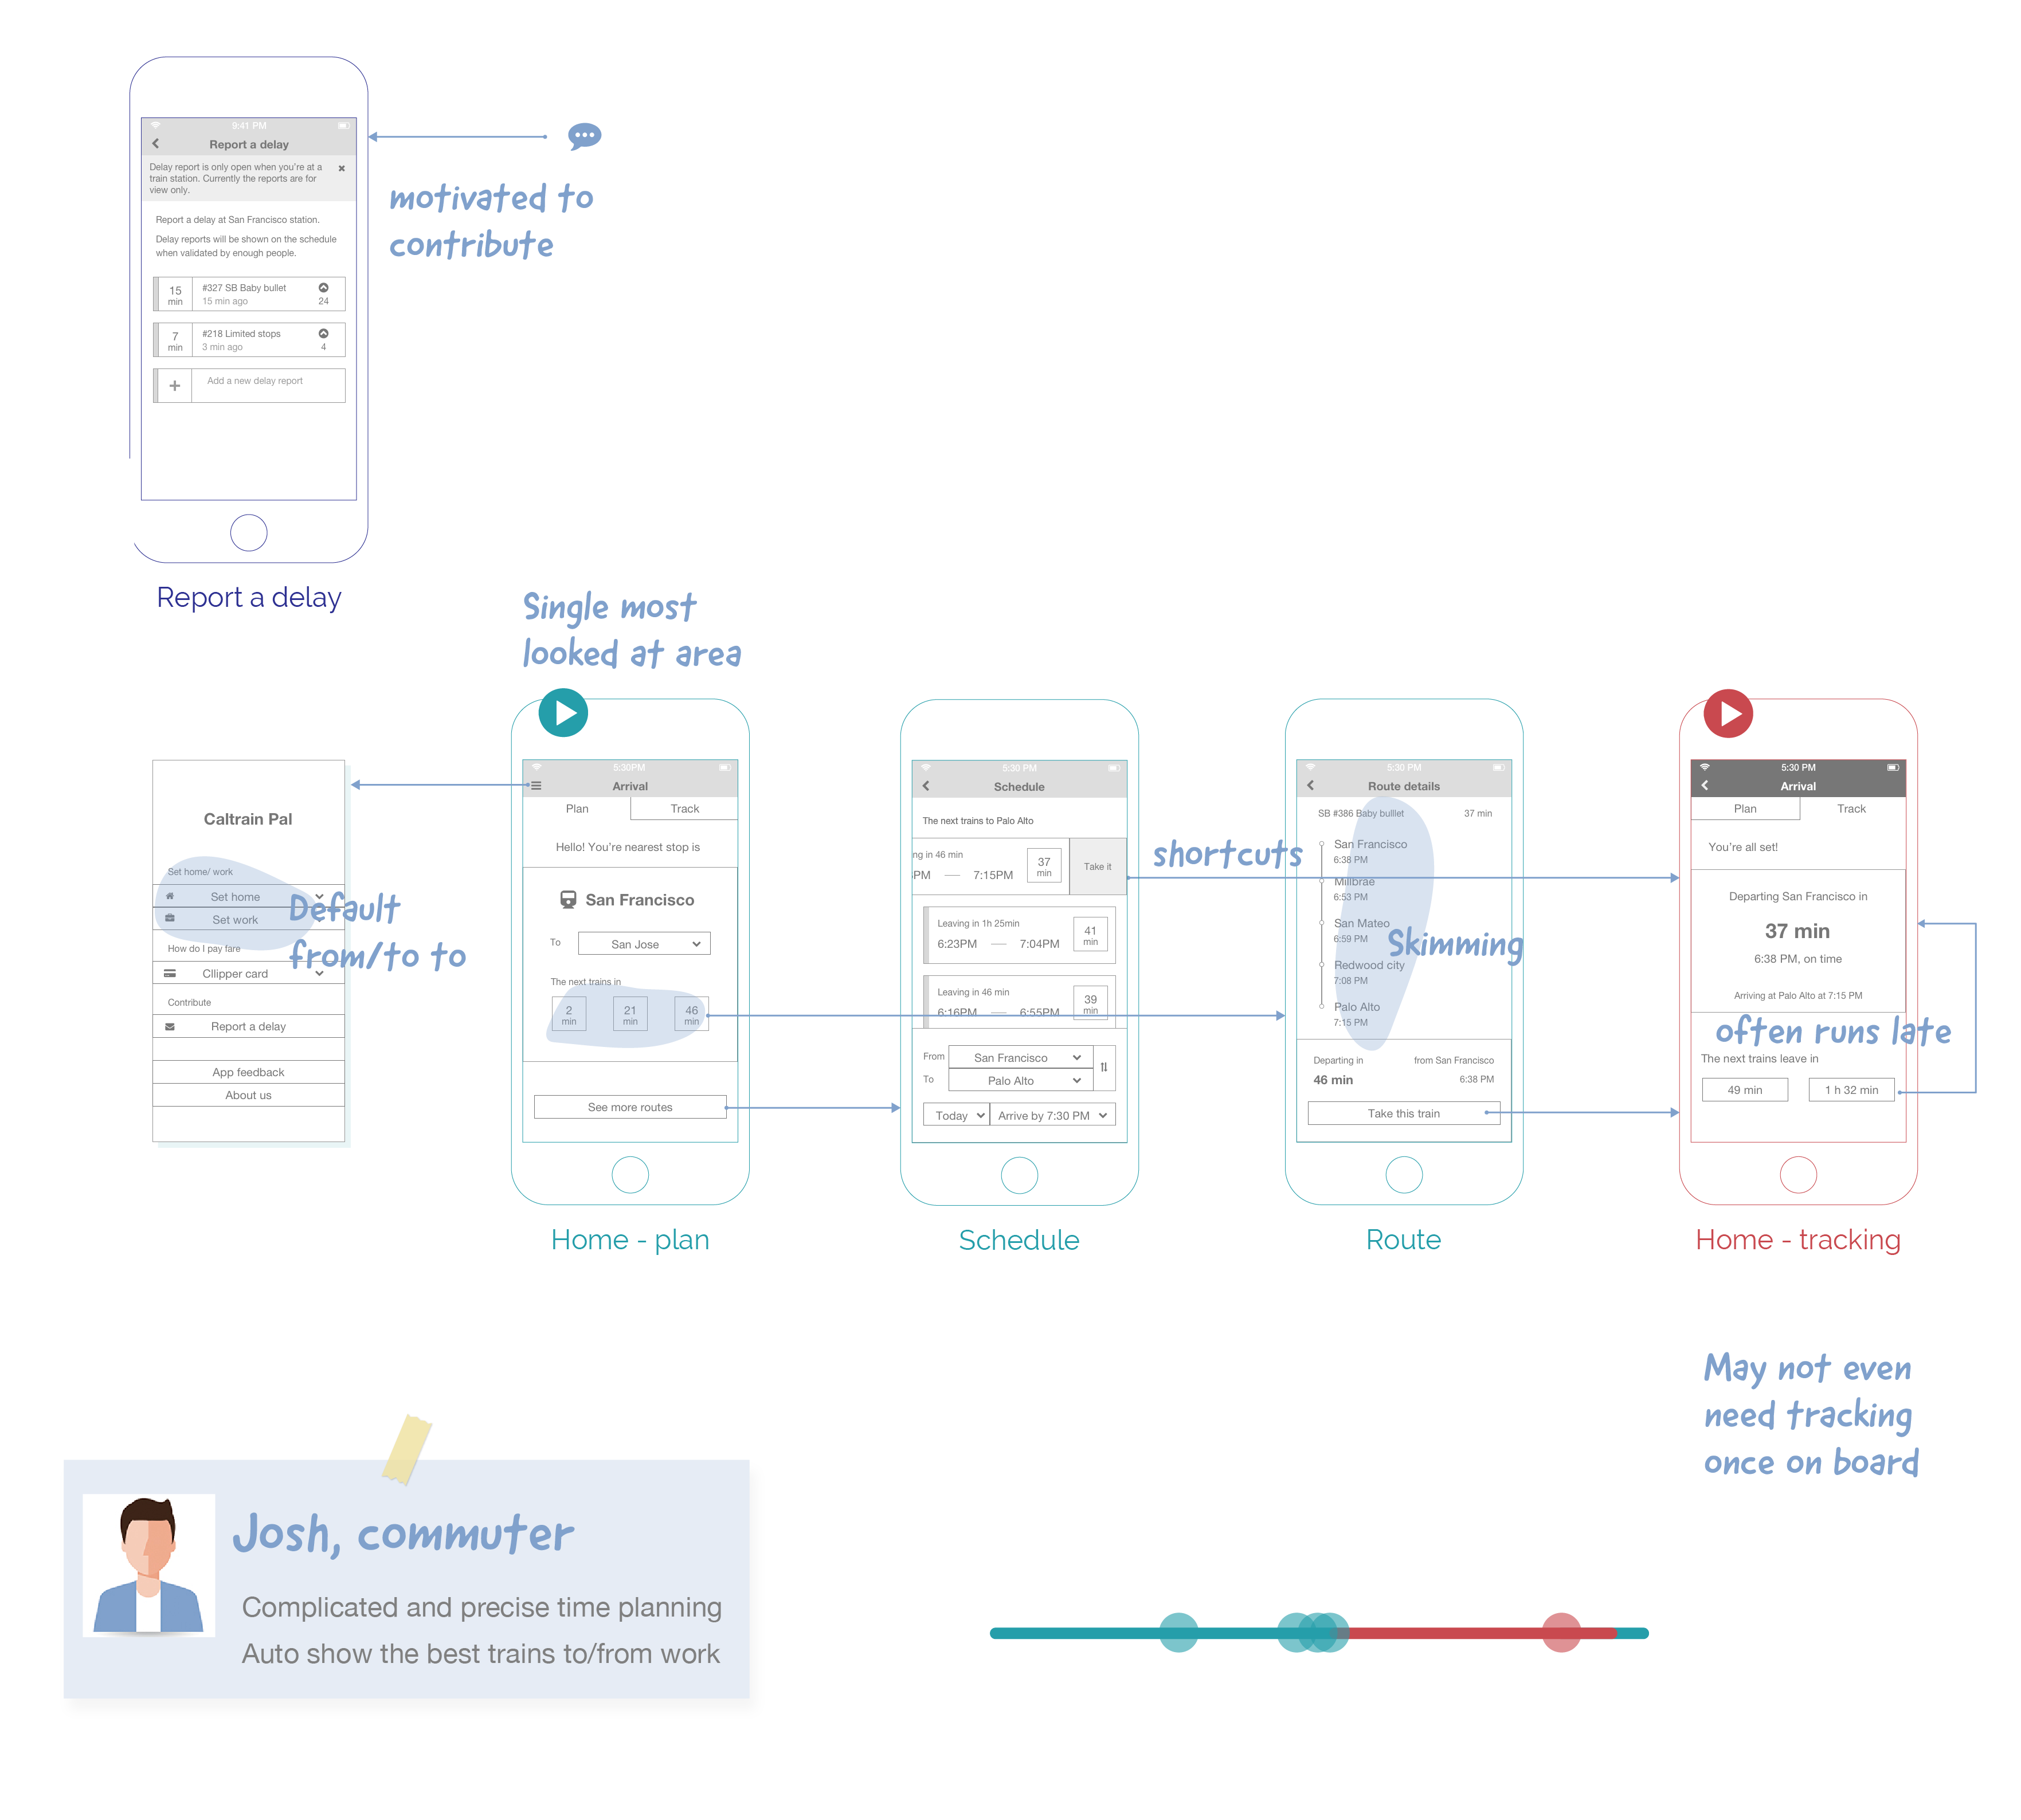 9:41 PM
Report a delay
Delay report is only open when you're at a
train station. Currently the reports are for
view only.
Report a delay at San Francisco station.
Delay reports will be shown on the schedule
when validated by enough people.
15
min
#327 SB Baby bullet
15 min ago
24
7
min
#218 Limited stops
3 min ago
4
Add a new delay report
Report a delay
motivated to
contribute
Single most
looked at area
Caltrain Pal
Set home/ work
Set home
Set work
How do I pay fare
Cllipper card
Contribute
Report a delay
App feedback
About us
Default
from/to to
5:30PM
Arrival
Plan
Track
Hello! You're nearest stop is
San Francisco
To
San Jose
The next trains in
2
min
21
min
46
min
See more routes
Home - plan
5:30 PM
Schedule
The next trains to Palo Alto
ng in 46 min
PM — 7:15PM
37
min
Take it
Leaving in 1h 25min
6:23PM — 7:04PM
41
min
Leaving in 46 min
6:16PM — 6:55PM
39
min
From
San Francisco
To
Palo Alto
Today
Arrive by 7:30 PM
Schedule
shortcuts
5:30 PM
Route details
SB #386 Baby bulllet
37 min
San Francisco
6:38 PM
Millbrae
6:53 PM
San Mateo
6:59 PM
Redwood city
7:08 PM
Palo Alto
7:15 PM
Skimming
Departing in
from San Francisco
46 min
6:38 PM
Take this train
Route
5:30 PM
Arrival
Plan
Track
You're all set!
Departing San Francisco in
37 min
6:38 PM, on time
Arriving at Palo Alto at 7:15 PM
often runs late
The next trains leave in
49 min
1 h 32 min
Home - tracking
May not even
need tracking
once on board
Josh, commuter
Complicated and precise time planning
Auto show the best trains to/from work